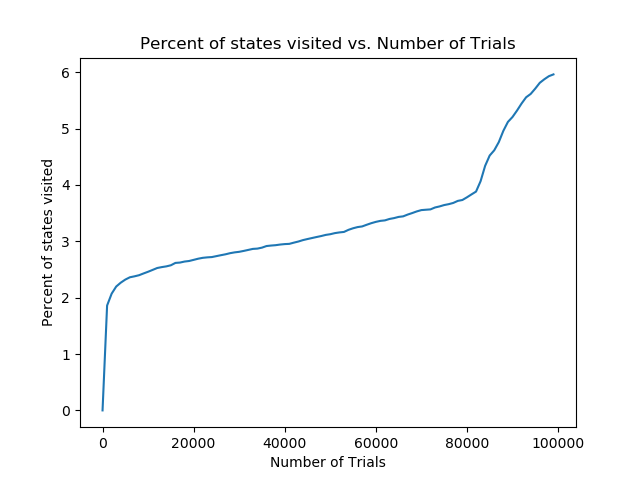 Percent of states visited vs. Number of Trials
6
5
4
3
2
1
0
Percent of states visited
0 20000 40000 60000 80000 100000
Number of Trials